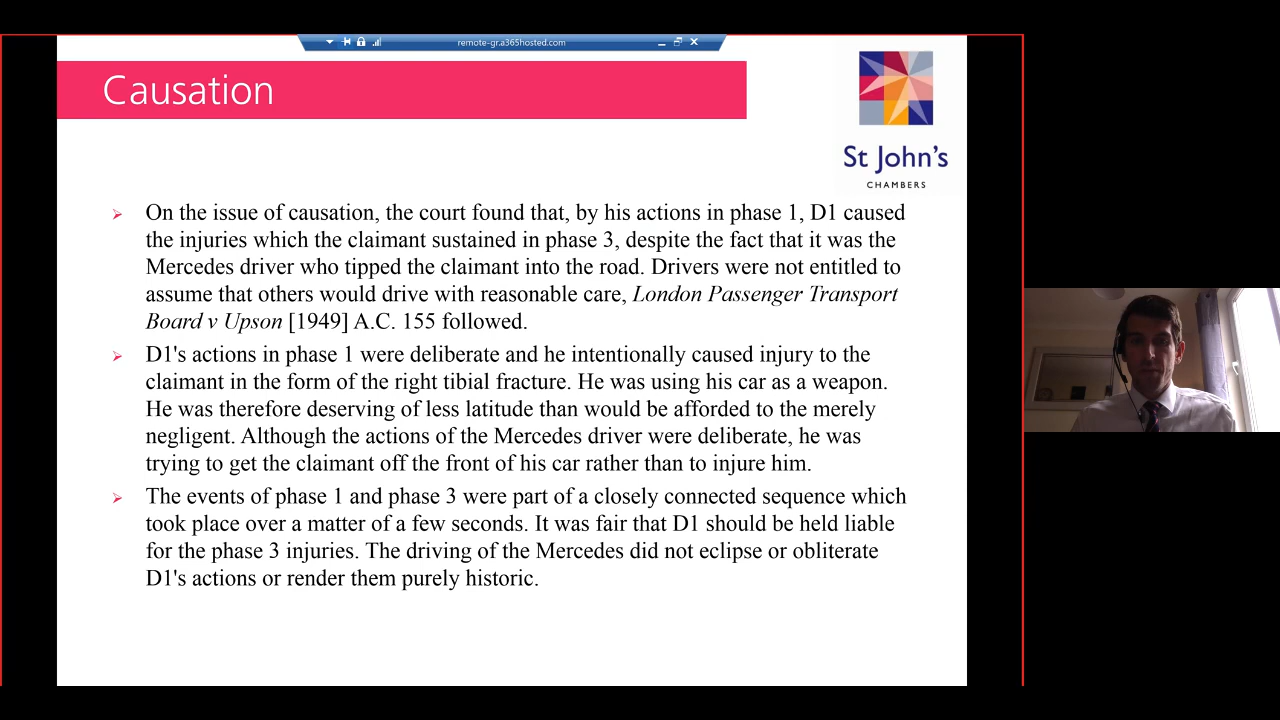 remote-gr.a365hosted.com
Causation
St John's
CHAMBERS
On the issue of causation, the court found that, by his actions in phase 1, D1 caused
the injuries which the claimant sustained in phase 3, despite the fact that it was the
Mercedes driver who tipped the claimant into the road. Drivers were not entitled to
assume that others would drive with reasonable care, London Passenger Transport
Board v Upson [1949] A.C. 155 followed.
D1's actions in phase 1 were deliberate and he intentionally caused injury to the
claimant in the form of the right tibial fracture. He was using his car as a weapon.
He was therefore deserving of less latitude than would be afforded to the merely
negligent. Although the actions of the Mercedes driver were deliberate, he was
trying to get the claimant off the front of his car rather than to injure him.
The events of phase 1 and phase 3 were part of a closely connected sequence which
took place over a matter of a few seconds. It was fair that D1 should be held liable
for the phase 3 injuries. The driving of the Mercedes did not eclipse or obliterate
D1's actions or render them purely historic.